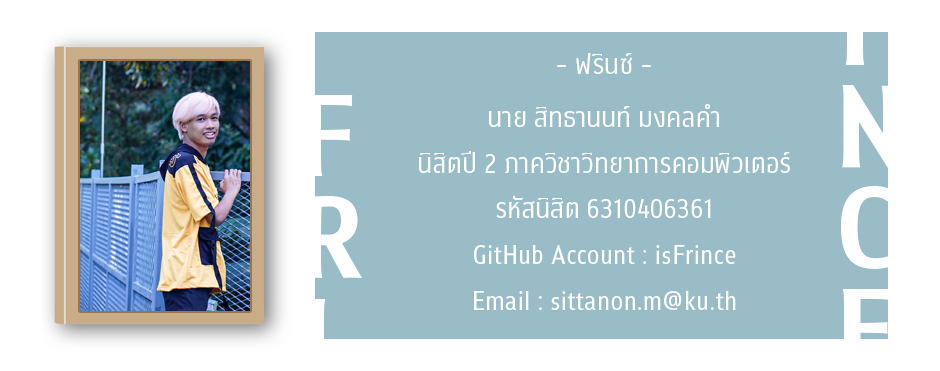 - ฟรินซ์ -
นาย สิทธานนท์ มงคลคำ
นิสิตปี 2 ภาควิชาวิทยาการคอมพิวเตอร์
รหัสนิสิต 6310406361
GitHub Account : isFrince
Email : sittanon.m@ku.th